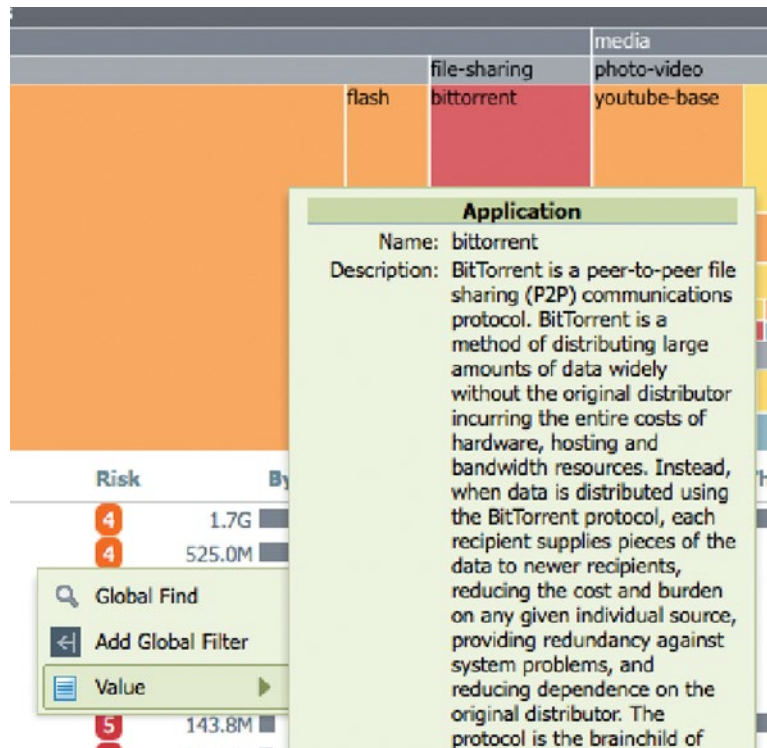 media
file-sharing photo-video
flash bittorrent youtube-base
Application
Name: bittorrent
Description: BitTorrent is a peer-to-peer file
sharing (P2P) communications
protocol. BitTorrent is a
method of distributing large
amounts of data widely
without the original distributor
incurring the entire costs of
hardware, hosting and
bandwidth resources. Instead,
when data is distributed using
the BitTorrent protocol, each
recipient supplies pieces of the
data to newer recipients,
reducing the cost and burden
on any given individual source,
providing redundancy against
system problems, and
reducing dependence on the
original distributor. The
protocol is the brainchild of
Risk
4 1.7G
4 525.0M
Global Find
Add Global Filter
Value
5 143.8M